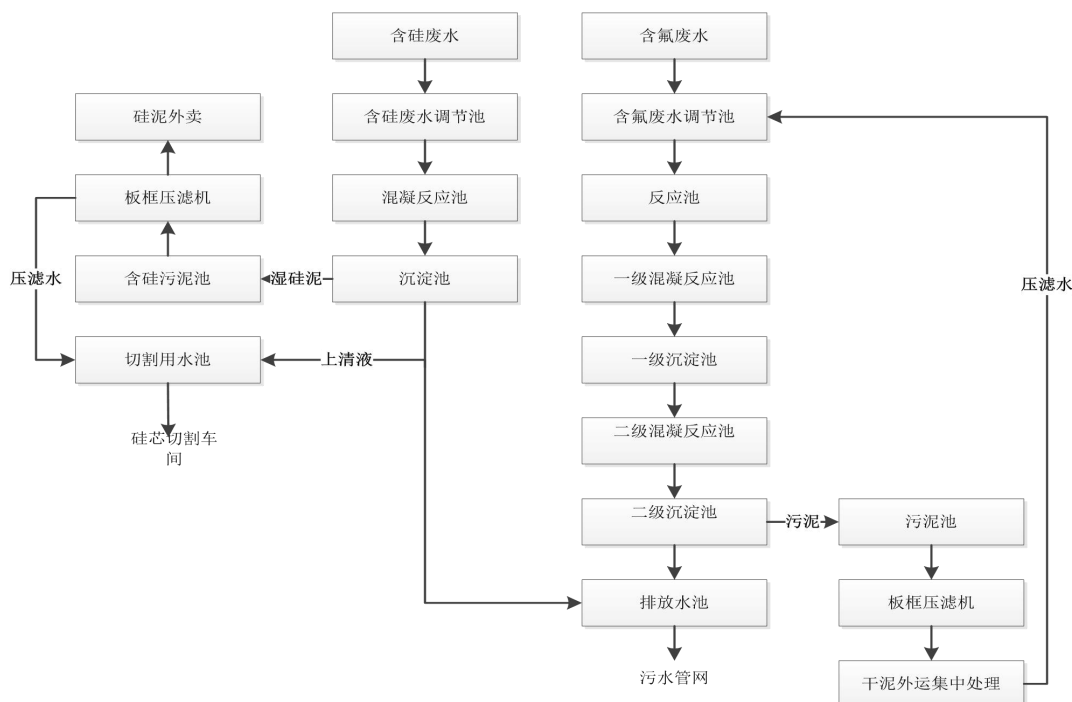 含硅废水
含氟废水
硅泥外卖
含硅废水调节池
含氟废水调节池
板框压滤机
混凝反应池
反应池
压滤水
含硅污泥池
湿硅泥
沉淀池
一级混凝反应池
压滤水
切割用水池
上清液
一级沉淀池
硅芯切割车
间
二级混凝反应池
二级沉淀池
污泥
污泥池
排放水池
板框压滤机
污水管网
干泥外运集中处理